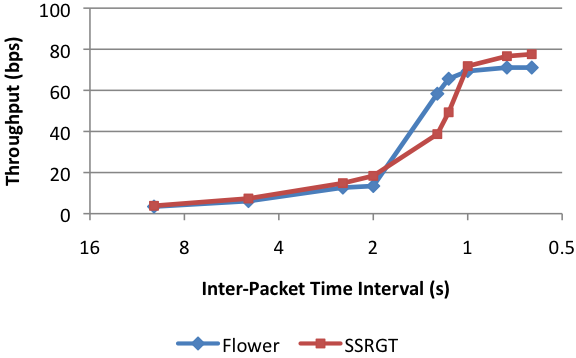 100
80
60
40
20
0
Throughput (bps)
16 8 4 2 1 0.5
Inter-Packet Time Interval (s)
Flower SSRGT